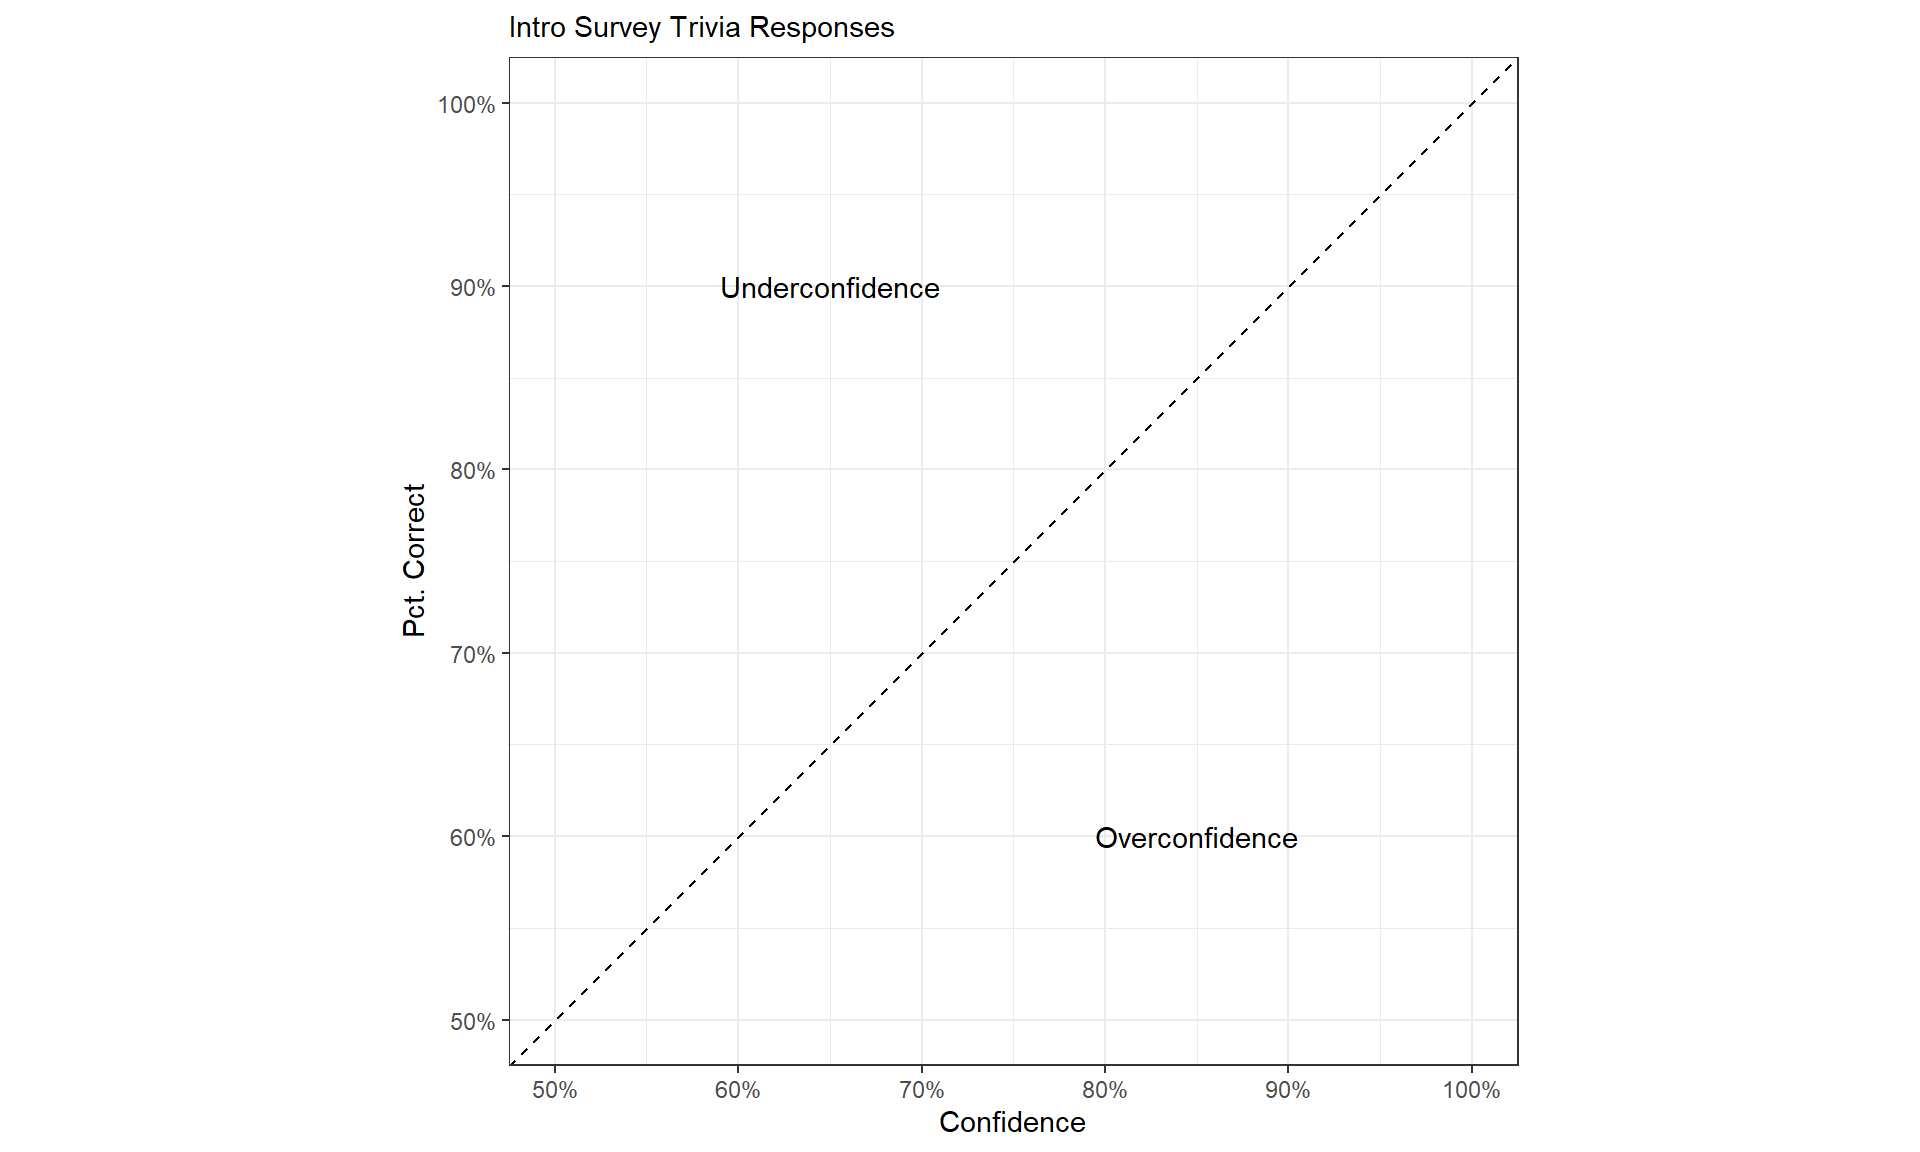 Intro Survey Trivia Responses
100%
90%
80%
70%
60%
50%
Pct. Correct
Underconfidence
Overconfidence
50% 60% 70% 80% 90% 100%
Confidence